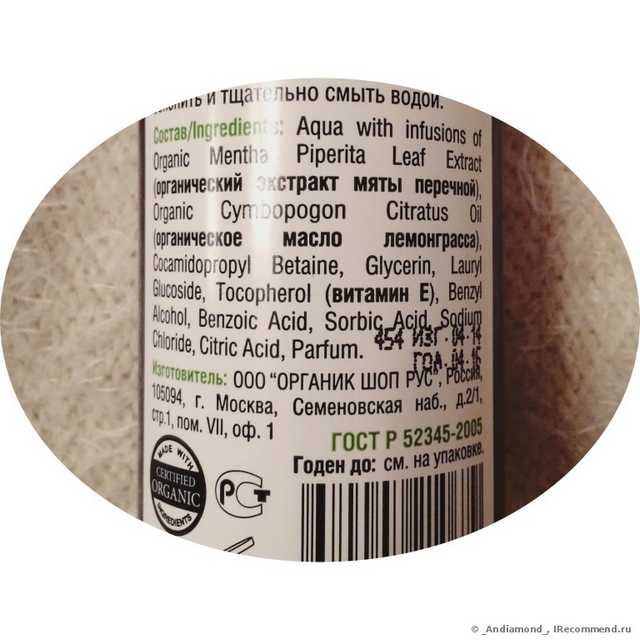 и тщательно смыть водой.
Состав/Ingredients: Aqua with infusions of
Organic Mentha Piperita Leaf Extract
(органический экстракт мяты перечной),
Organic Cymbopogon Citratus Oil
(органическое масло лемонграсса),
Cocamidopropyl Betaine, Glycerin, Lauryl
Glucoside, Tocopherol (витамин Е), Benzyl
Alcohol, Benzoic Acid, Sorbic Acid, Sodium
Chloride, Citric Acid, Parfum.
454 ИЗГ·04·14
ГОД·04·16
Изготовитель: ООО "ОРГАНИК ШОП РУС", Россия,
105094, г. Москва, Семеновская наб., д.2/1,
стр.1, пом. VII, оф. 1
ГОСТ Р 52345-2005
Годен до: см. на упаковке.
MADE WITH
CERTIFIED
ORGANIC
INGREDIENTS
РСТ
© _Andiamond_, IRecommend.ru